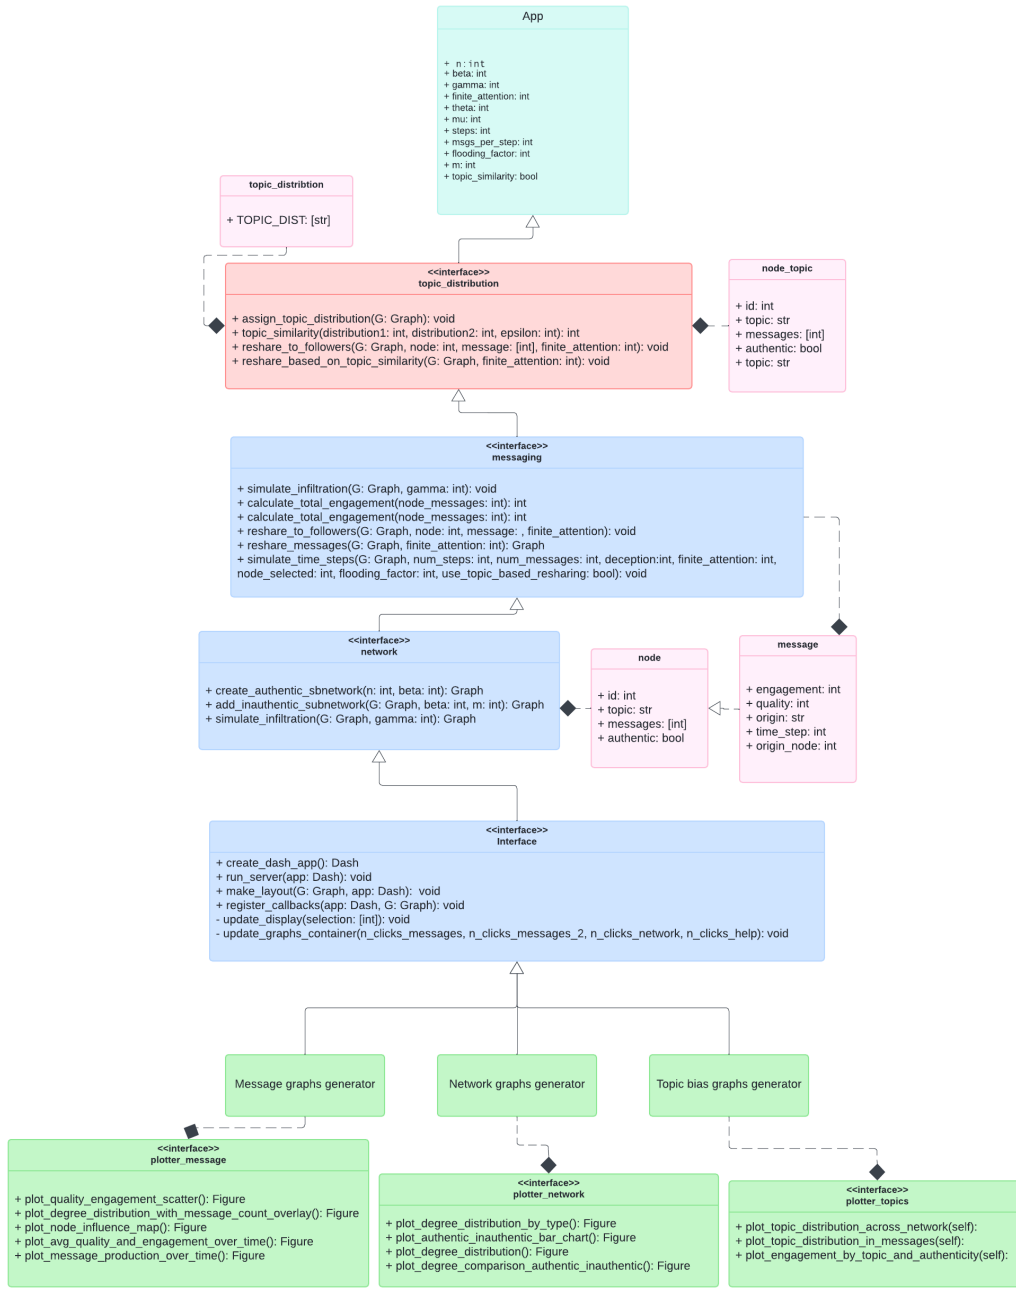 App
+ n:int
+ beta: int
+ gamma: int
+ finite_attention: int
+ theta: int
+ mu: int
+ steps: int
+ msgs_per_step: int
+ flooding_factor: int
+ m: int
+ topic_similarity: bool
topic_distribtion
+ TOPIC_DIST: [str]
<<interface>>
topic_distribution
+ assign_topic_distribution(G: Graph): void
+ topic_similarity(distribution1: int, distribution2: int, epsilon: int): int
+ reshare_to_followers(G: Graph, node: int, message: [int], finite_attention: int): void
+ reshare_based_on_topic_similarity(G: Graph, finite_attention: int): void
node_topic
+ id: int
+ topic: str
+ messages: [int]
+ authentic: bool
+ topic: str
<<interface>>
messaging
+ simulate_infiltration(G: Graph, gamma: int): void
+ calculate_total_engagement(node_messages: int): int
+ calculate_total_engagement(node_messages: int): int
+ reshare_to_followers(G: Graph, node: int, message: , finite_attention): void
+ reshare_messages(G: Graph, finite_attention: int): Graph
+ simulate_time_steps(G: Graph, num_steps: int, num_messages: int, deception:int, finite_attention: int,
node_selected: int, flooding_factor: int, use_topic_based_resharing: bool): void
<<interface>>
network
+ create_authentic_sbnetwork(n: int, beta: int): Graph
+ add_inauthentic_subnetwork(G: Graph, beta: int, m: int): Graph
+ simulate_infiltration(G: Graph, gamma: int): Graph
node
+ id: int
+ topic: str
+ messages: [int]
+ authentic: bool
message
+ engagement: int
+ quality: int
+ origin: str
+ time_step: int
+ origin_node: int
<<interface>>
Interface
+ create_dash_app(): Dash
+ run_server(app: Dash): void
+ make_layout(G: Graph, app: Dash):  void
+ register_callbacks(app: Dash, G: Graph): void
- update_display(selection: [int]): void
- update_graphs_container(n_clicks_messages, n_clicks_messages_2, n_clicks_network, n_clicks_help): void
Message graphs generator
Network graphs generator
Topic bias graphs generator
<<interface>>
plotter_message
+ plot_quality_engagement_scatter(): Figure
+ plot_degree_distribution_with_message_count_overlay(): Figure
+ plot_node_influence_map(): Figure
+ plot_avg_quality_and_engagement_over_time(): Figure
+ plot_message_production_over_time(): Figure
<<interface>>
plotter_network
+ plot_degree_distribution_by_type(): Figure
+ plot_authentic_inauthentic_bar_chart(): Figure
+ plot_degree_distribution(): Figure
+ plot_degree_comparison_authentic_inauthentic(): Figure
<<interface>>
plotter_topics
+ plot_topic_distribution_across_network(self):
+ plot_topic_distribution_in_messages(self):
+ plot_engagement_by_topic_and_authenticity(self):